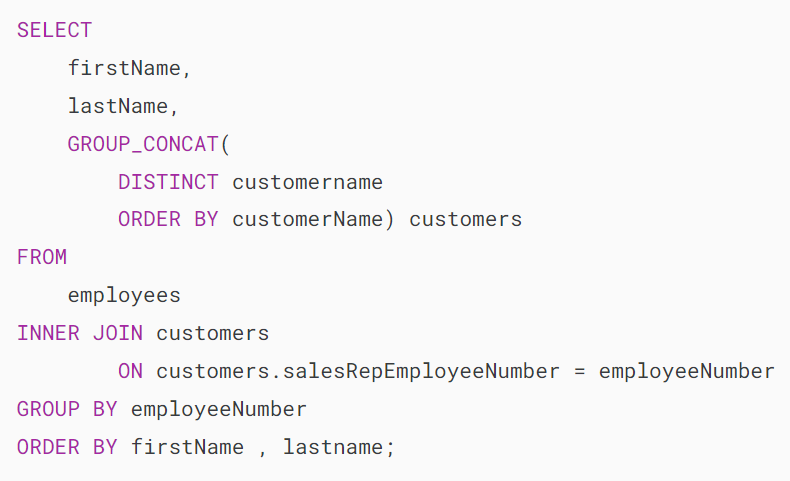 SELECT
    firstName,
    lastName,
    GROUP_CONCAT(
        DISTINCT customername
        ORDER BY customerName) customers
FROM
    employees
INNER JOIN customers
        ON customers.salesRepEmployeeNumber = employeeNumber
GROUP BY employeeNumber
ORDER BY firstName , lastname;